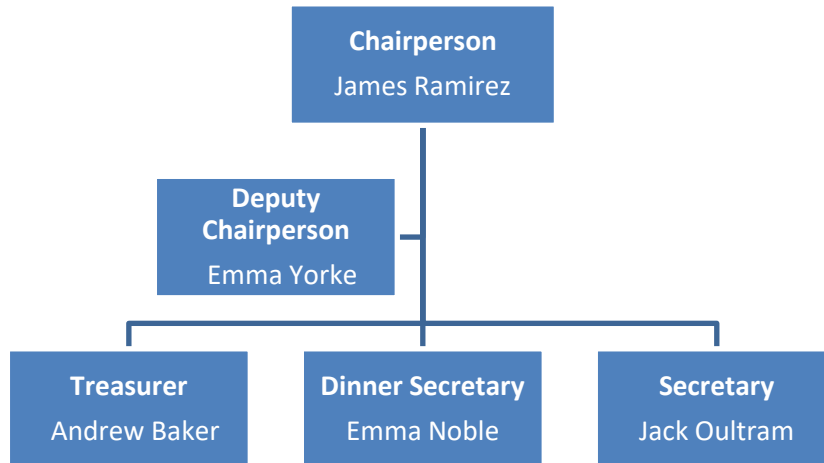 Chairperson
James Ramirez
Deputy
Chairperson
Emma Yorke
Treasurer
Andrew Baker
Dinner Secretary
Emma Noble
Secretary
Jack Oultram